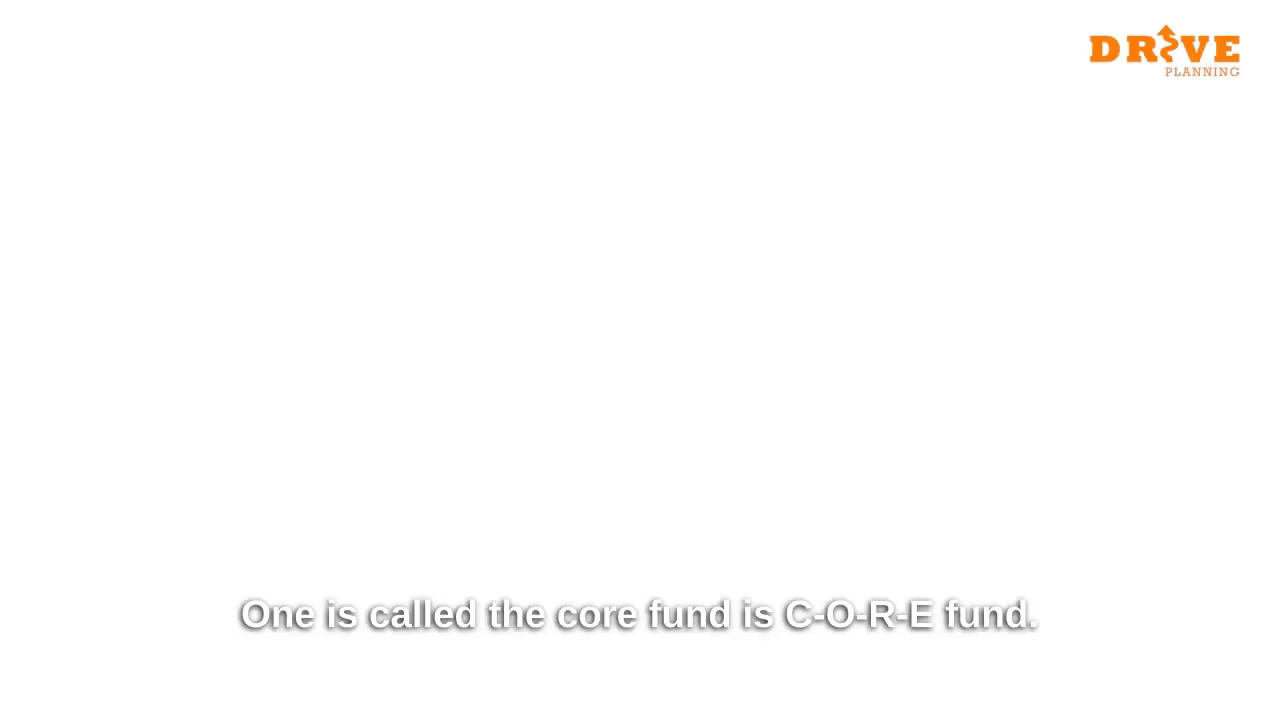 DRIVE
PLANNING
One is called the core fund is C-O-R-E fund.